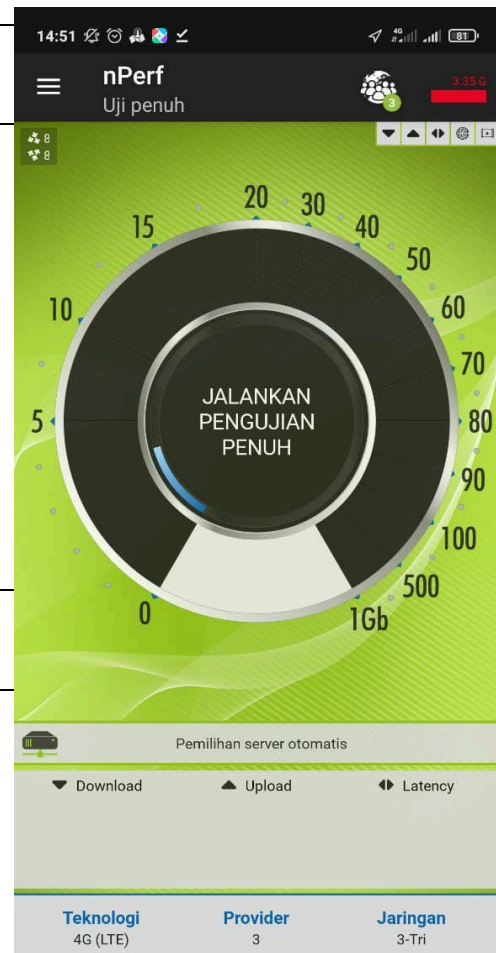 14:51
4G
81
nPerf
Uji penuh
3
3.35 G
8
8
20
15
30
40
10
50
60
5
70
80
90
100
0
500
1Gb
JALANKAN
PENGUJIAN
PENUH
Pemilihan server otomatis
Download Upload Latency
Teknologi Provider Jaringan
4G (LTE) 3 3-Tri